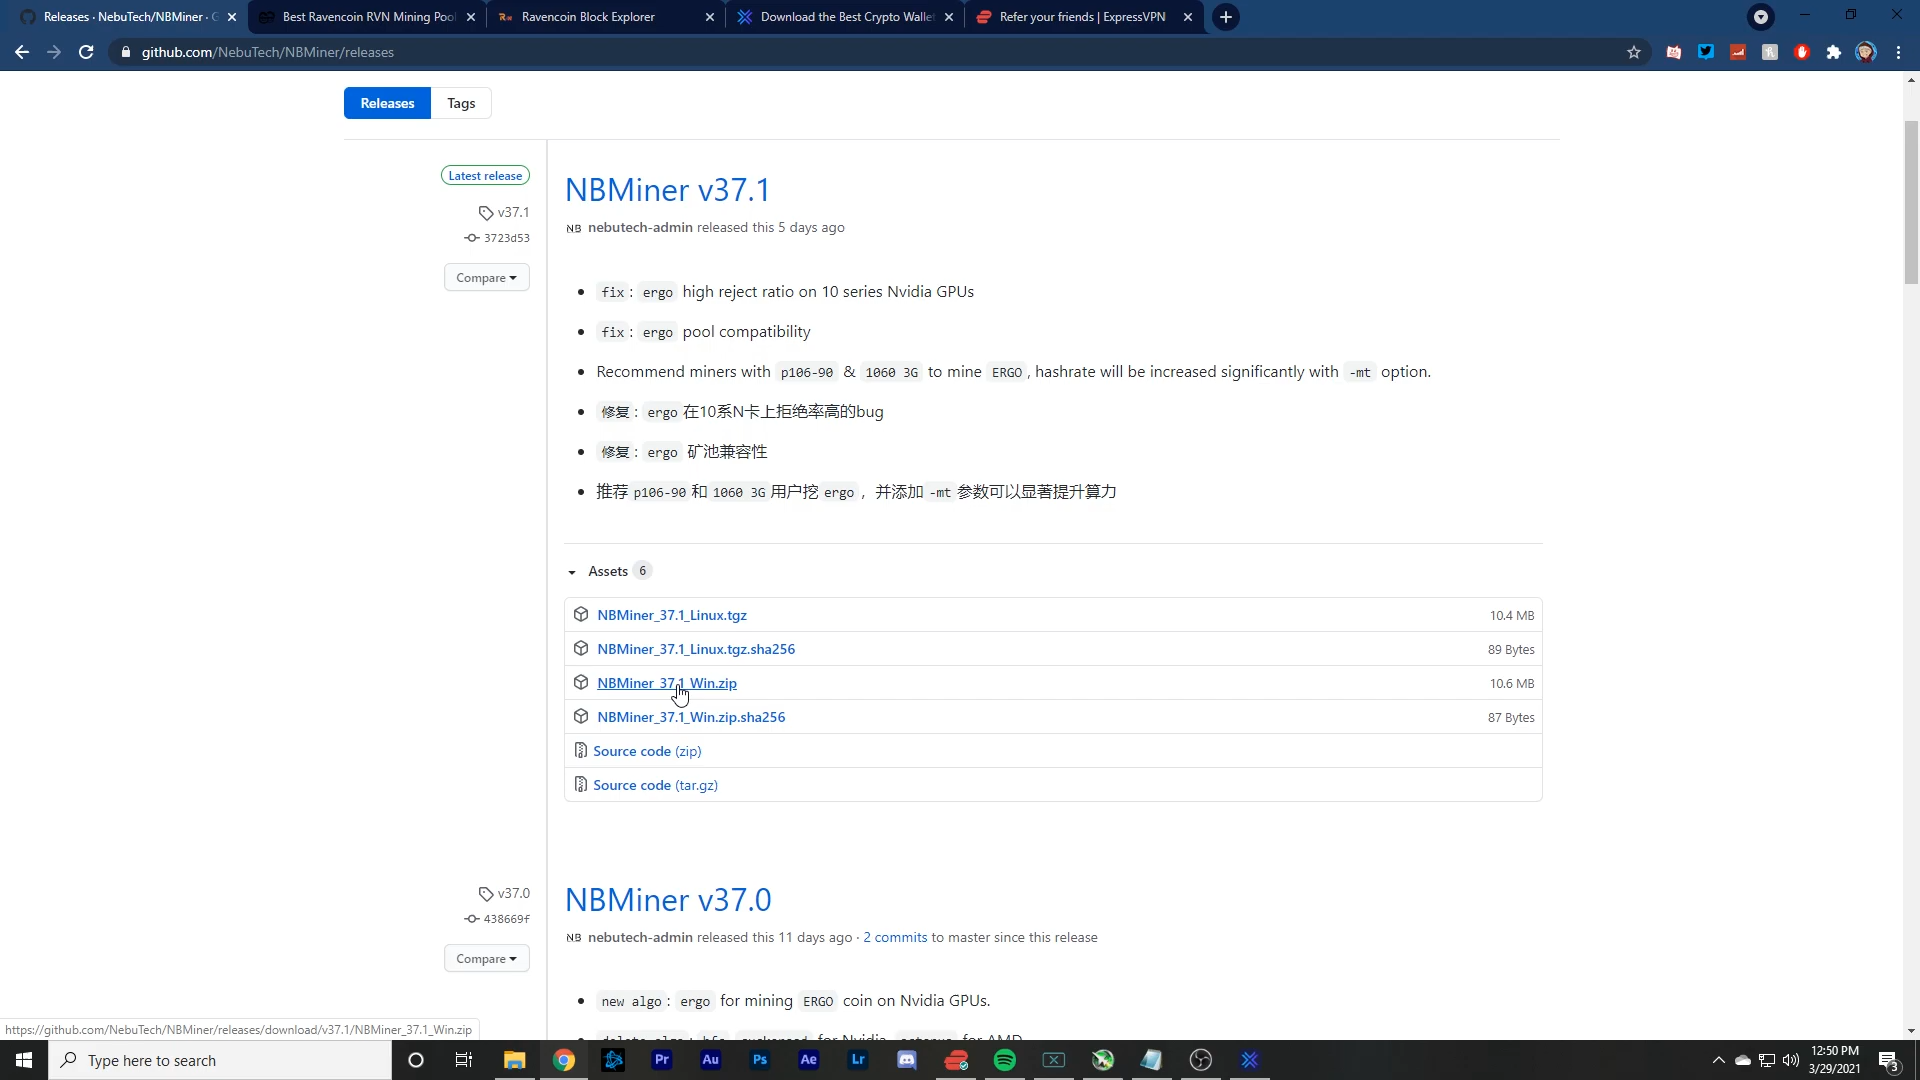 Releases · NebuTech/NBMiner · G
Best Ravencoin RVN Mining Pool
Ravencoin Block Explorer
Download the Best Crypto Wallet
Refer your friends | ExpressVPN
github.com/NebuTech/NBMiner/releases
Releases
Tags
Latest release
v37.1
3723d53
Compare
NBMiner v37.1
NB nebutech-admin released this 5 days ago
fix : ergo high reject ratio on 10 series Nvidia GPUs
fix : ergo pool compatibility
Recommend miners with p106-90 & 1060 3G to mine ERGO , hashrate will be increased significantly with -mt option.
修复 : ergo 在10系N卡上拒绝率高的bug
修复 : ergo 矿池兼容性
推荐 p106-90 和 1060 3G 用户挖 ergo ，并添加 -mt 参数可以显著提升算力
Assets 6
NBMiner_37.1_Linux.tgz 10.4 MB
NBMiner_37.1_Linux.tgz.sha256 89 Bytes
NBMiner_37.1_Win.zip 10.6 MB
NBMiner_37.1_Win.zip.sha256 87 Bytes
Source code (zip)
Source code (tar.gz)
v37.0
438669f
Compare
NBMiner v37.0
NB nebutech-admin released this 11 days ago · 2 commits to master since this release
new algo : ergo for mining ERGO coin on Nvidia GPUs.
https://github.com/NebuTech/NBMiner/releases/download/v37.1/NBMiner_37.1_Win.zip
Type here to search
Pr
Au
Ps
Ae
Lr
12:50 PM
3/29/2021
3